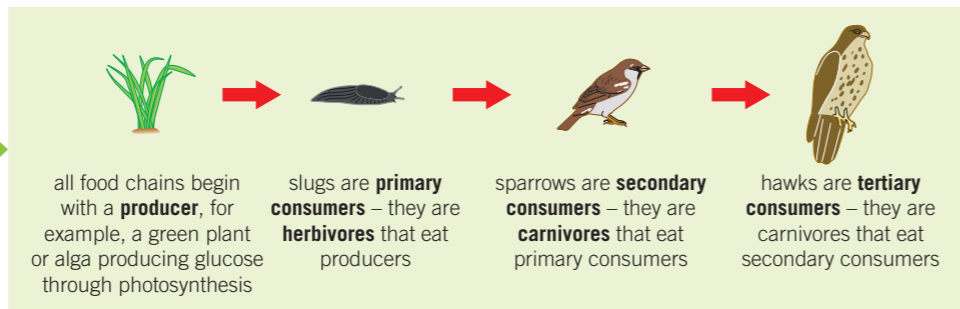 all food chains begin
with a producer, for
example, a green plant
or alga producing glucose
through photosynthesis
slugs are primary
consumers – they are
herbivores that eat
producers
sparrows are secondary
consumers – they are
carnivores that eat
primary consumers
hawks are tertiary
consumers – they are
carnivores that eat
secondary consumers